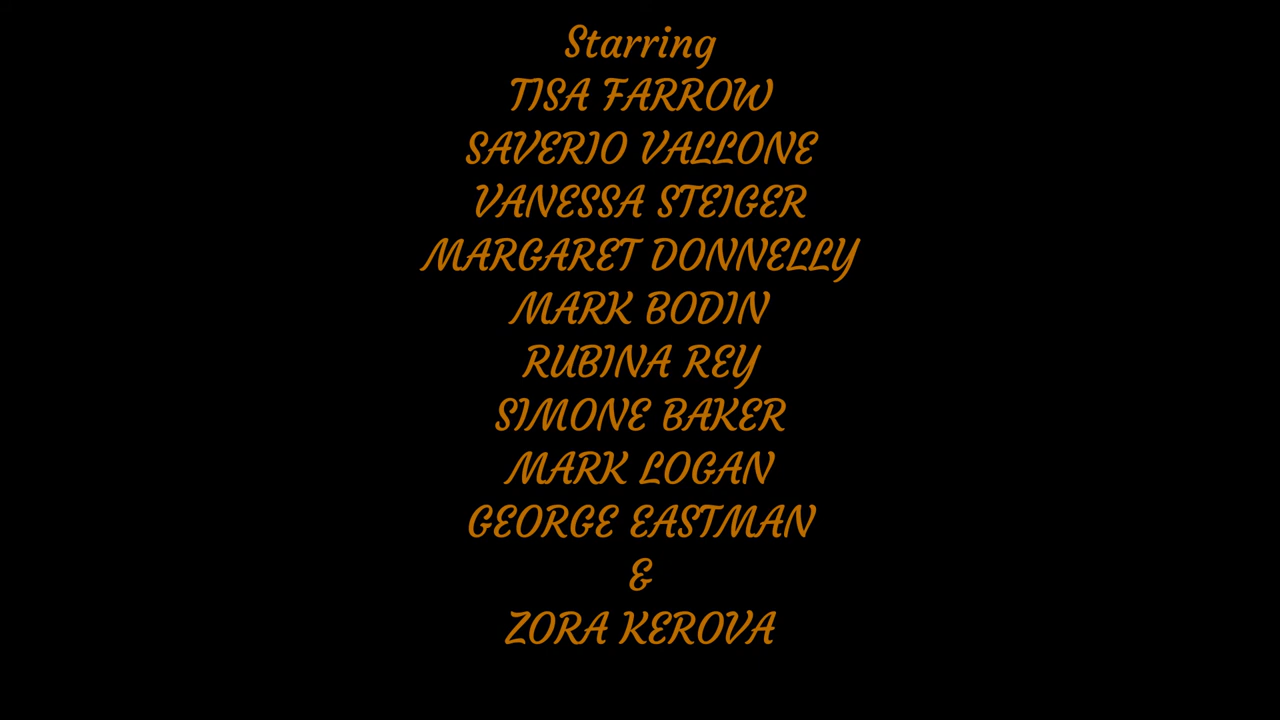 Starring
TISA FARROW
SAVERIO VALLONE
VANESSA STEIGER
MARGARET DONNELLY
MARK BODIN
RUBINA REY
SIMONE BAKER
MARK LOGAN
GEORGE EASTMAN
&
ZORA KEROVA